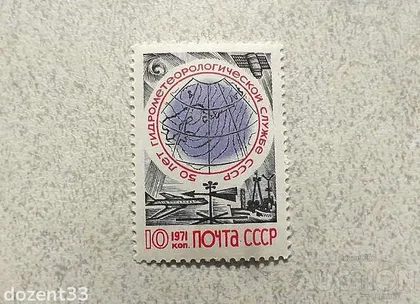 50 ЛЕТ ГИДРОМЕТЕОРОЛОГИЧЕСКОЙ СЛУЖБЕ СССР
10 1971
КОП. ПОЧТА СССР
dozent33